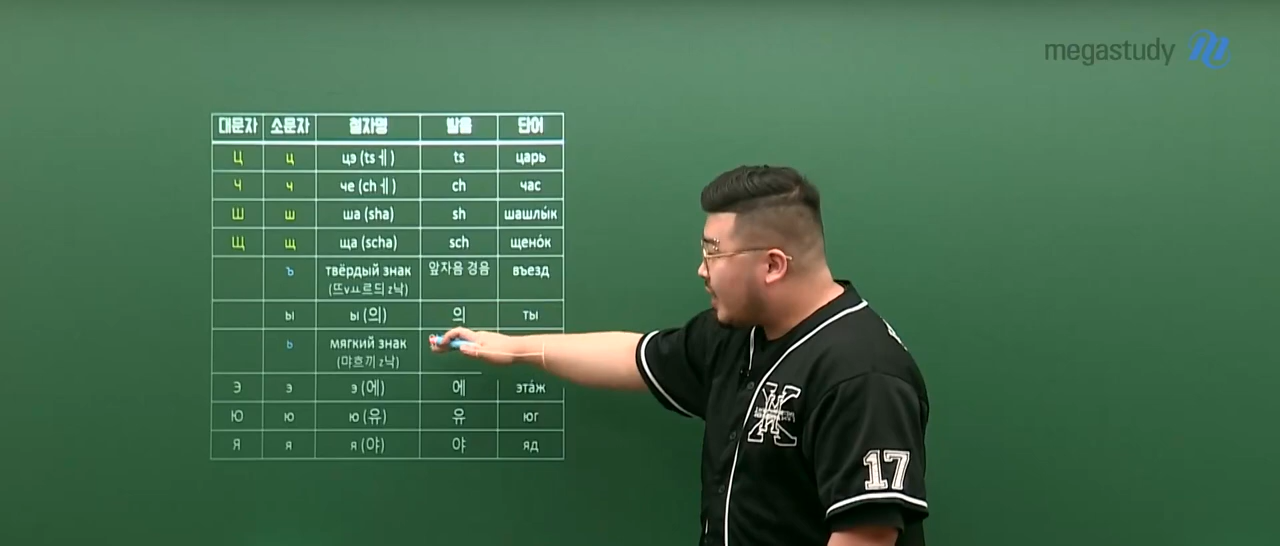 megastudy
대문자 소문자 철자명 발음 단어
Ц ц цэ (tsㅔ) ts царь
Ч ч че (chㅔ) ch час
Ш ш ша (sha) sh шашлы́к
Щ щ ща (scha) sch щено́к
ъ твёрдый знак 앞자음 경음 въезд
(뜨vㅛ르듸 z낙)
ы ы (의) 의 ты
ь мягкий знак
(먀흐끼 z낙)
Э э э (에) 에 эта́ж
Ю ю ю (유) 유 юг
Я я я (야) 야 яд
17